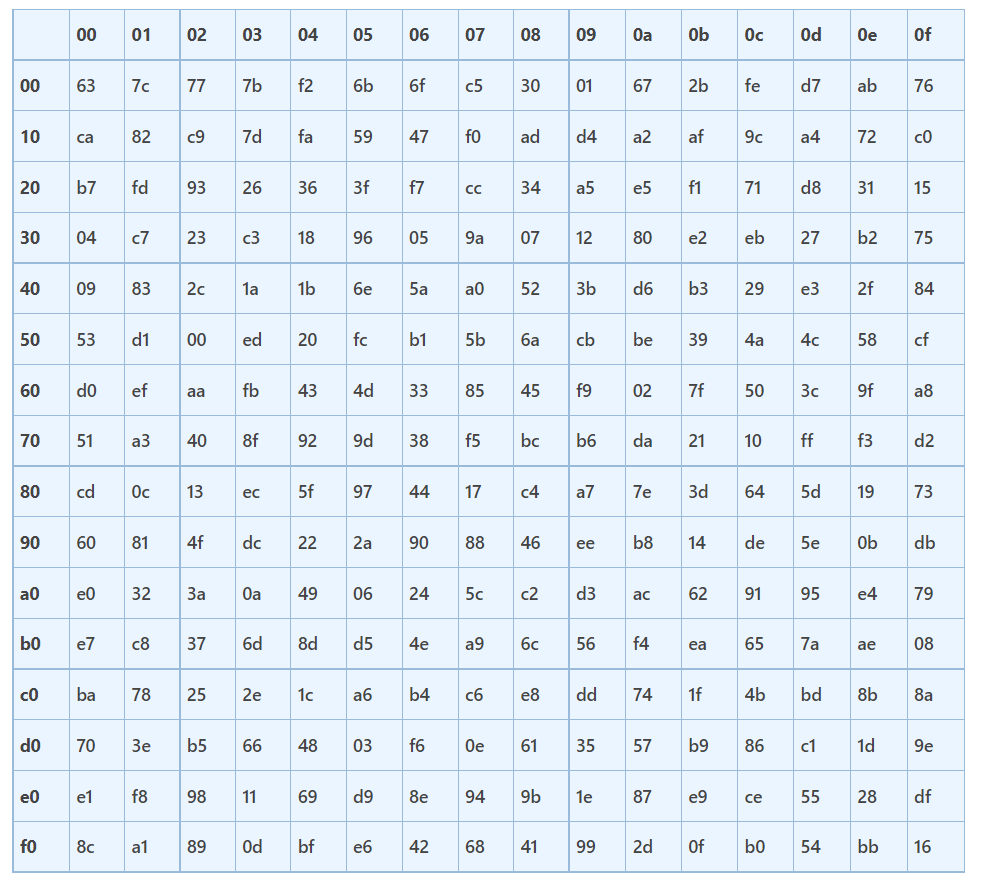 00 01 02 03 04 05 06 07 08 09 0a 0b 0c 0d 0e 0f
00 63 7c 77 7b f2 6b 6f c5 30 01 67 2b fe d7 ab 76
10 ca 82 c9 7d fa 59 47 f0 ad d4 a2 af 9c a4 72 c0
20 b7 fd 93 26 36 3f f7 cc 34 a5 e5 f1 71 d8 31 15
30 04 c7 23 c3 18 96 05 9a 07 12 80 e2 eb 27 b2 75
40 09 83 2c 1a 1b 6e 5a a0 52 3b d6 b3 29 e3 2f 84
50 53 d1 00 ed 20 fc b1 5b 6a cb be 39 4a 4c 58 cf
60 d0 ef aa fb 43 4d 33 85 45 f9 02 7f 50 3c 9f a8
70 51 a3 40 8f 92 9d 38 f5 bc b6 da 21 10 ff f3 d2
80 cd 0c 13 ec 5f 97 44 17 c4 a7 7e 3d 64 5d 19 73
90 60 81 4f dc 22 2a 90 88 46 ee b8 14 de 5e 0b db
a0 e0 32 3a 0a 49 06 24 5c c2 d3 ac 62 91 95 e4 79
b0 e7 c8 37 6d 8d d5 4e a9 6c 56 f4 ea 65 7a ae 08
c0 ba 78 25 2e 1c a6 b4 c6 e8 dd 74 1f 4b bd 8b 8a
d0 70 3e b5 66 48 03 f6 0e 61 35 57 b9 86 c1 1d 9e
e0 e1 f8 98 11 69 d9 8e 94 9b 1e 87 e9 ce 55 28 df
f0 8c a1 89 0d bf e6 42 68 41 99 2d 0f b0 54 bb 16